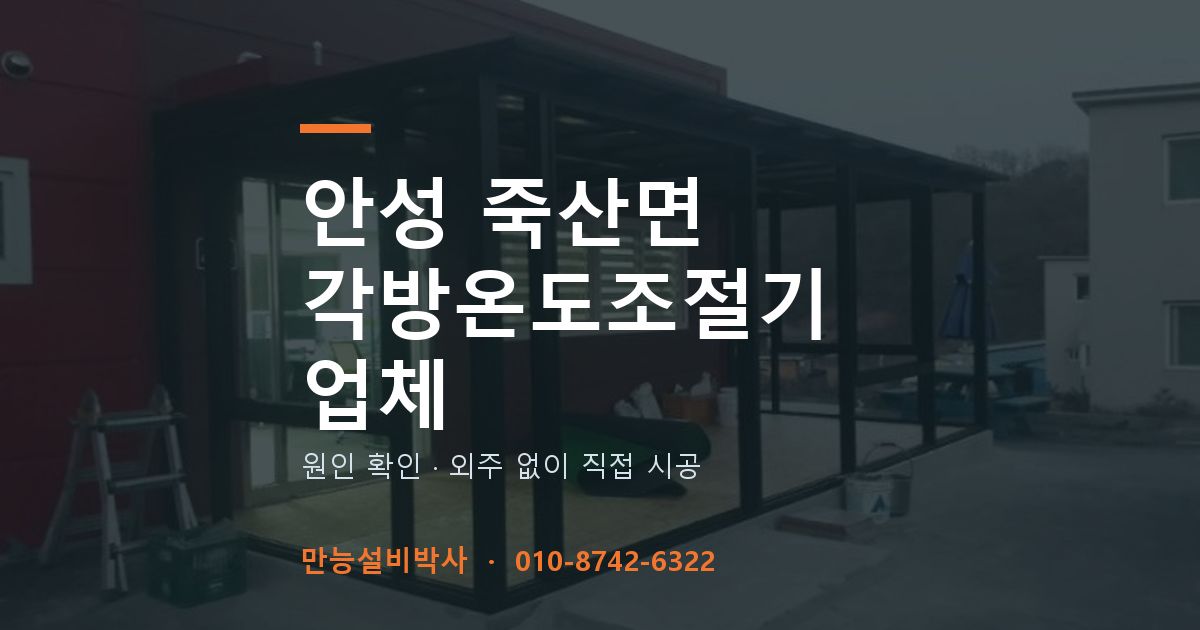 안성 죽산면
각방온도조절기
업체
원인 확인 · 외주 없이 직접 시공
만능설비박사 · 010-8742-6322